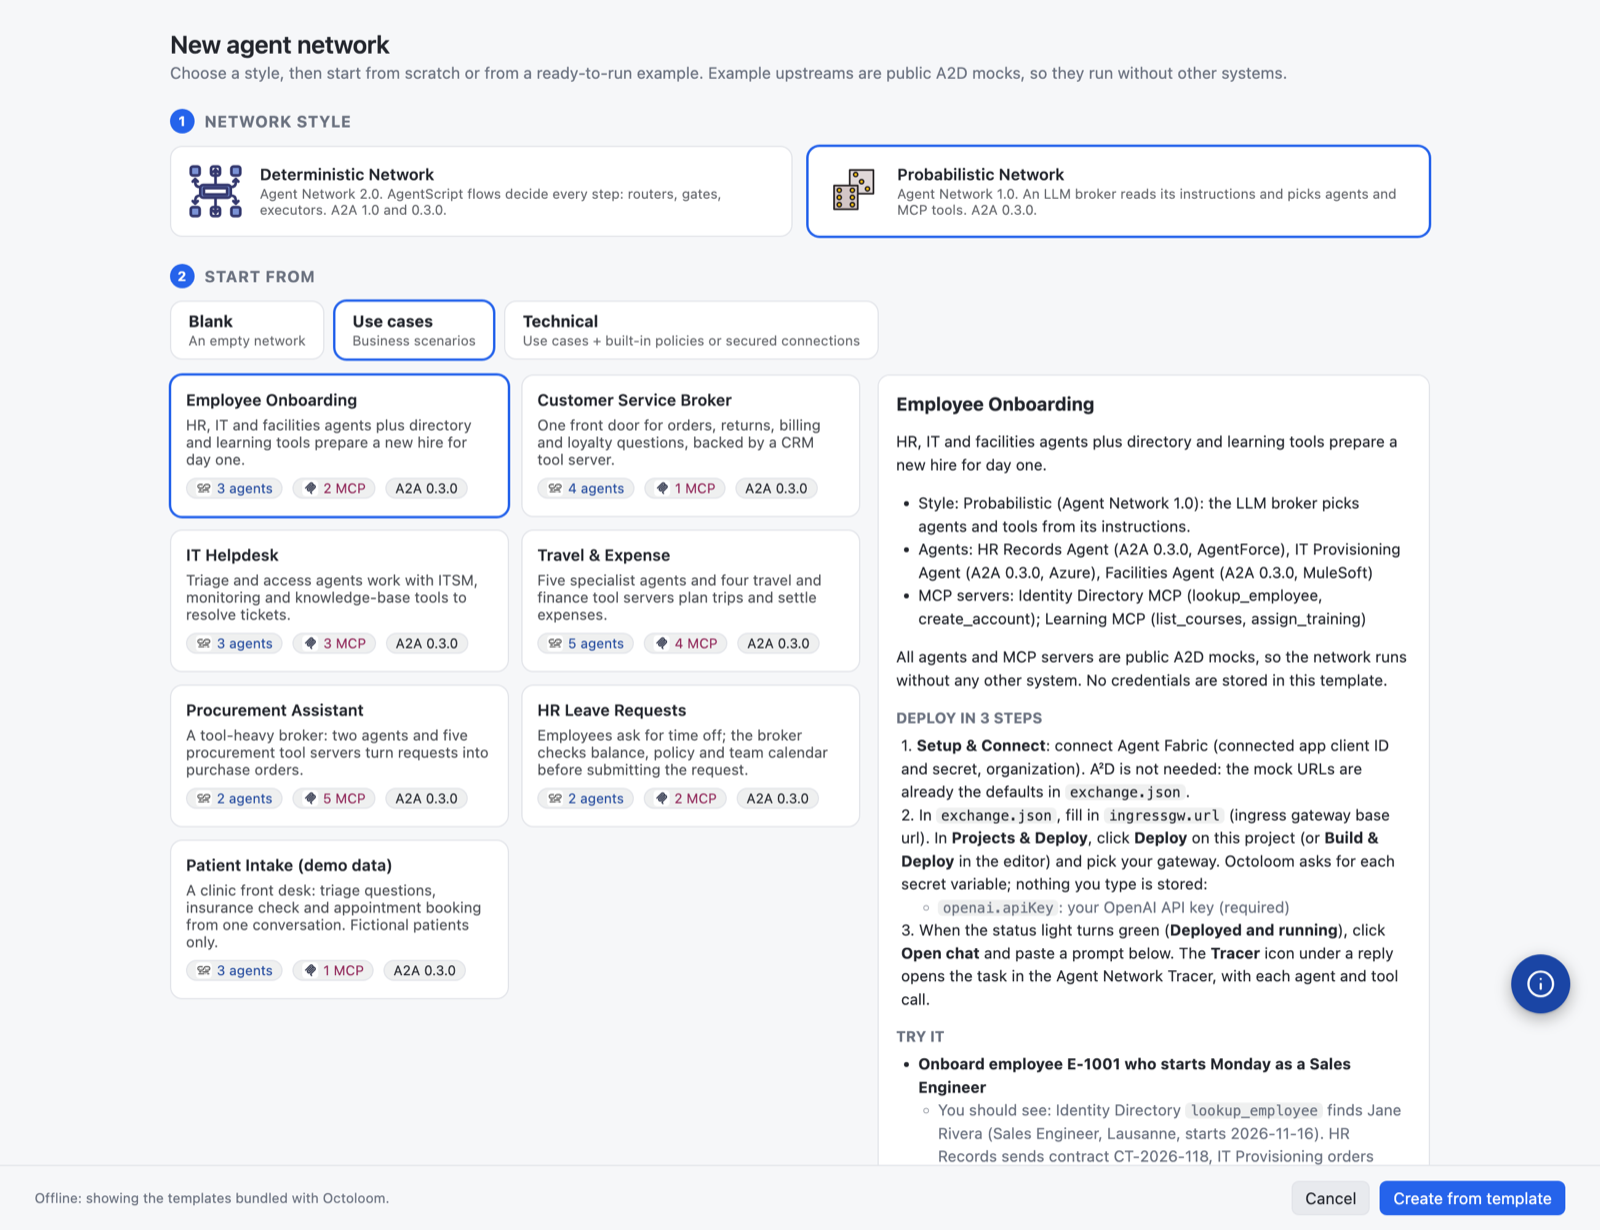 New agent network
Choose a style, then start from scratch or from a ready-to-run example. Example upstreams are public A2D mocks, so they run without other systems.
1 NETWORK STYLE
Deterministic Network
Agent Network 2.0. AgentScript flows decide every step: routers, gates,
executors. A2A 1.0 and 0.3.0.
Probabilistic Network
Agent Network 1.0. An LLM broker reads its instructions and picks agents and
MCP tools. A2A 0.3.0.
2 START FROM
Blank
An empty network
Use cases
Business scenarios
Technical
Use cases + built-in policies or secured connections
Employee Onboarding
HR, IT and facilities agents plus directory
and learning tools prepare a new hire for
day one.
3 agents 2 MCP A2A 0.3.0
Customer Service Broker
One front door for orders, returns, billing
and loyalty questions, backed by a CRM
tool server.
4 agents 1 MCP A2A 0.3.0
IT Helpdesk
Triage and access agents work with ITSM,
monitoring and knowledge-base tools to
resolve tickets.
3 agents 3 MCP A2A 0.3.0
Travel & Expense
Five specialist agents and four travel and
finance tool servers plan trips and settle
expenses.
5 agents 4 MCP A2A 0.3.0
Procurement Assistant
A tool-heavy broker: two agents and five
procurement tool servers turn requests into
purchase orders.
2 agents 5 MCP A2A 0.3.0
HR Leave Requests
Employees ask for time off; the broker
checks balance, policy and team calendar
before submitting the request.
2 agents 2 MCP A2A 0.3.0
Patient Intake (demo data)
A clinic front desk: triage questions,
insurance check and appointment booking
from one conversation. Fictional patients
only.
3 agents 1 MCP A2A 0.3.0
Employee Onboarding
HR, IT and facilities agents plus directory and learning tools prepare a
new hire for day one.
• Style: Probabilistic (Agent Network 1.0): the LLM broker picks
agents and tools from its instructions.
• Agents: HR Records Agent (A2A 0.3.0, AgentForce), IT Provisioning
Agent (A2A 0.3.0, Azure), Facilities Agent (A2A 0.3.0, MuleSoft)
• MCP servers: Identity Directory MCP (lookup_employee,
create_account); Learning MCP (list_courses, assign_training)
All agents and MCP servers are public A2D mocks, so the network runs
without any other system. No credentials are stored in this template.
DEPLOY IN 3 STEPS
1. Setup & Connect: connect Agent Fabric (connected app client ID
and secret, organization). A²D is not needed: the mock URLs are
already the defaults in exchange.json.
2. In exchange.json, fill in ingressgw.url (ingress gateway base
url). In Projects & Deploy, click Deploy on this project (or Build &
Deploy in the editor) and pick your gateway. Octoloom asks for each
secret variable; nothing you type is stored:
◦ openai.apiKey: your OpenAI API key (required)
3. When the status light turns green (Deployed and running), click
Open chat and paste a prompt below. The Tracer icon under a reply
opens the task in the Agent Network Tracer, with each agent and tool
call.
TRY IT
• Onboard employee E-1001 who starts Monday as a Sales
Engineer
◦ You should see: Identity Directory lookup_employee finds Jane
Rivera (Sales Engineer, Lausanne, starts 2026-11-16). HR
Records sends contract CT-2026-118, IT Provisioning orders
Offline: showing the templates bundled with Octoloom.
Cancel
Create from template